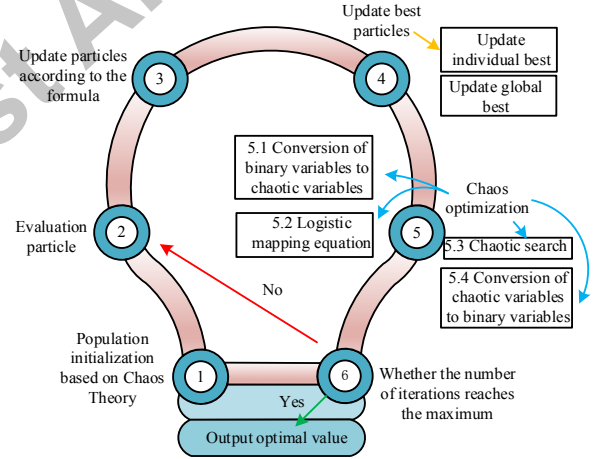 Update best
particles
Update
individual best
Update global
best
Update particles
according to the
formula
3
4
5.1 Conversion of
binary variables to
chaotic variables
Chaos
optimization
5.2 Logistic
mapping equation
5
5.3 Chaotic search
5.4 Conversion of
chaotic variables
to binary variables
Evaluation
particle
2
No
Population
initialization
based on Chaos
Theory
1
6
Whether the number
of iterations reaches
the maximum
Yes
Output optimal value